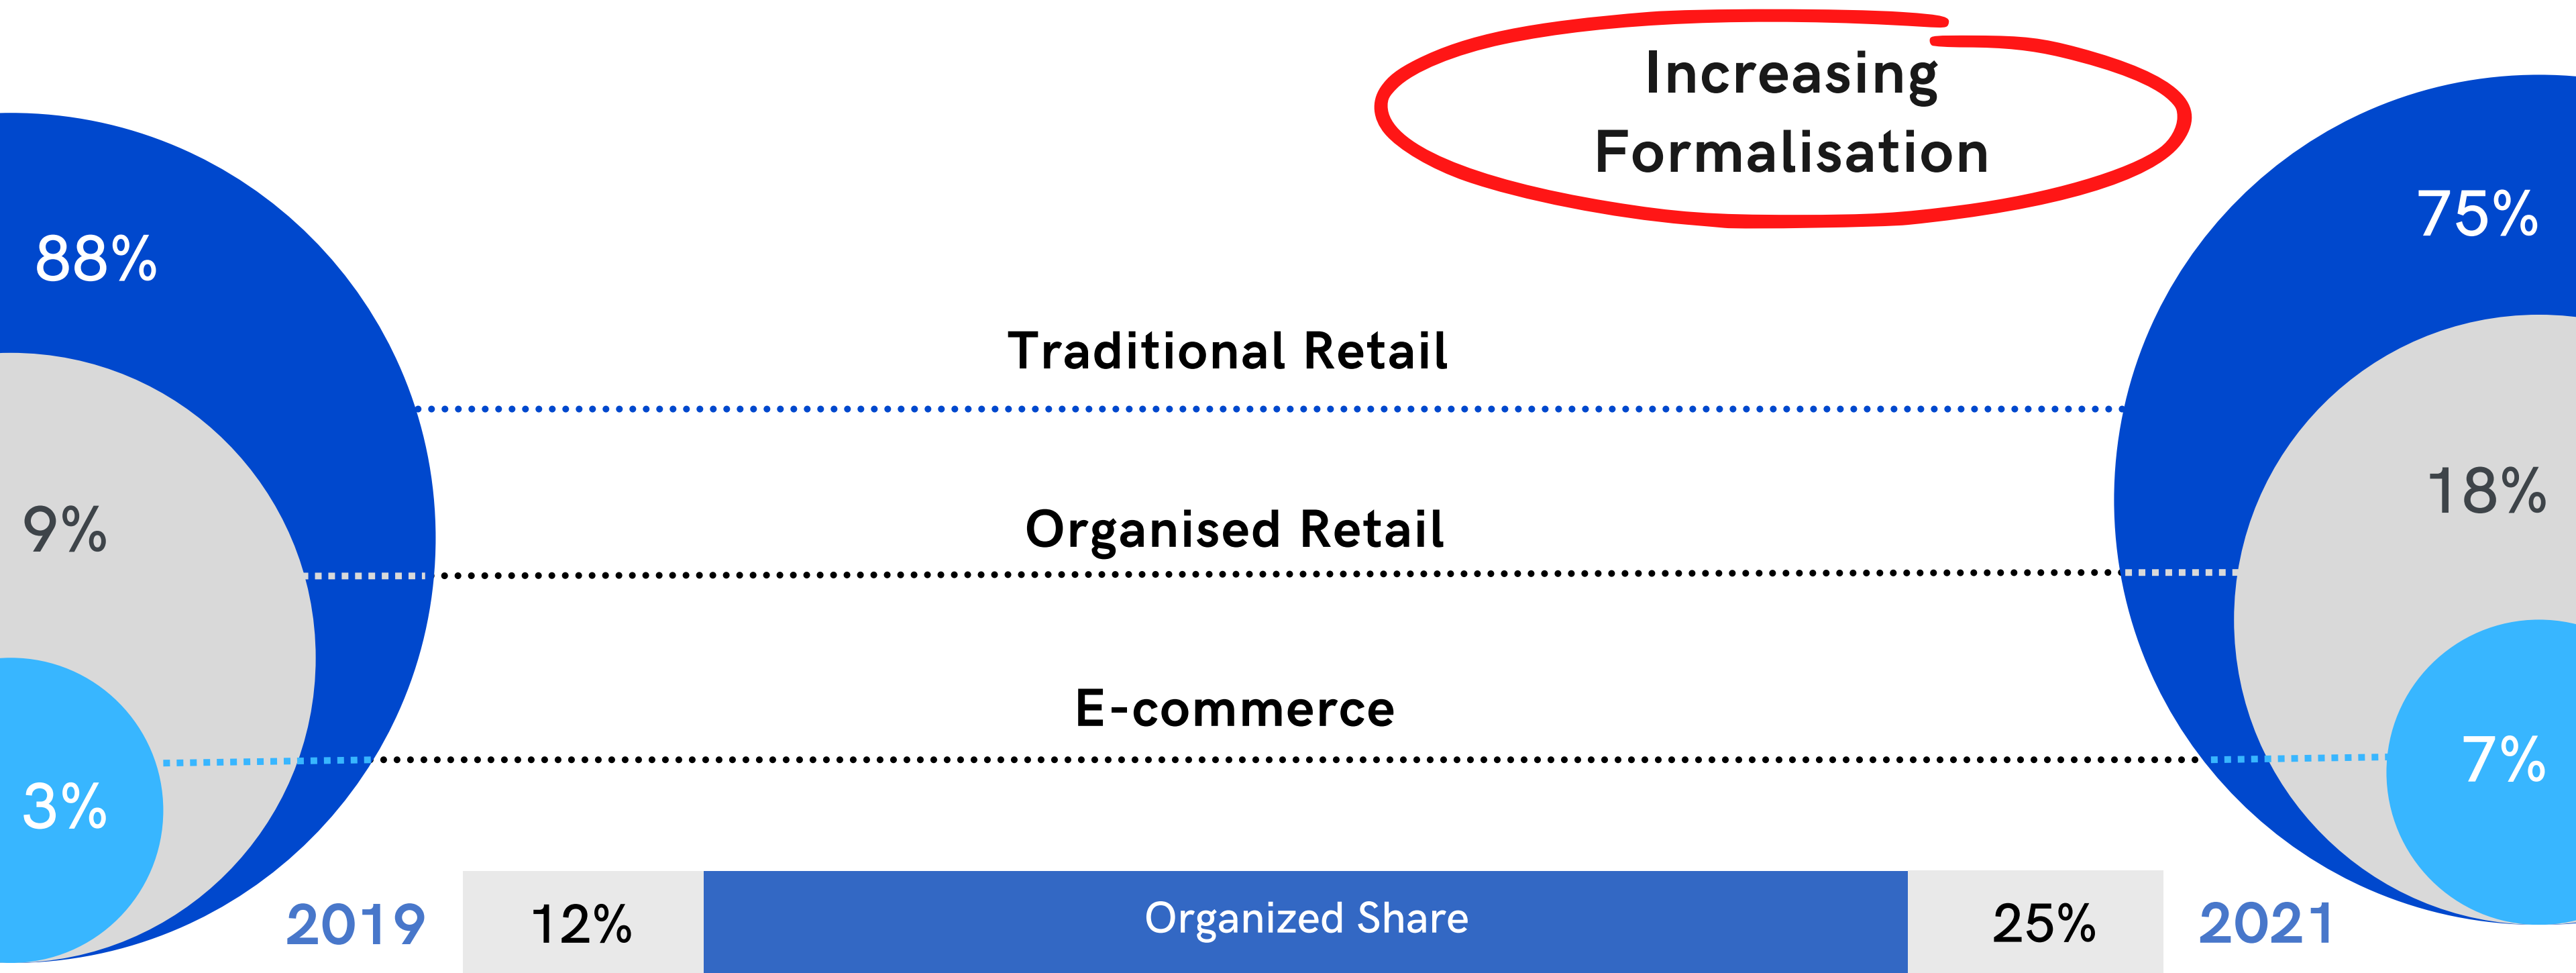 Increasing
Formalisation
88%
75%
Traditional Retail
9%
Organised Retail
18%
E-commerce
3%
7%
2019
12%
Organized Share
25%
2021